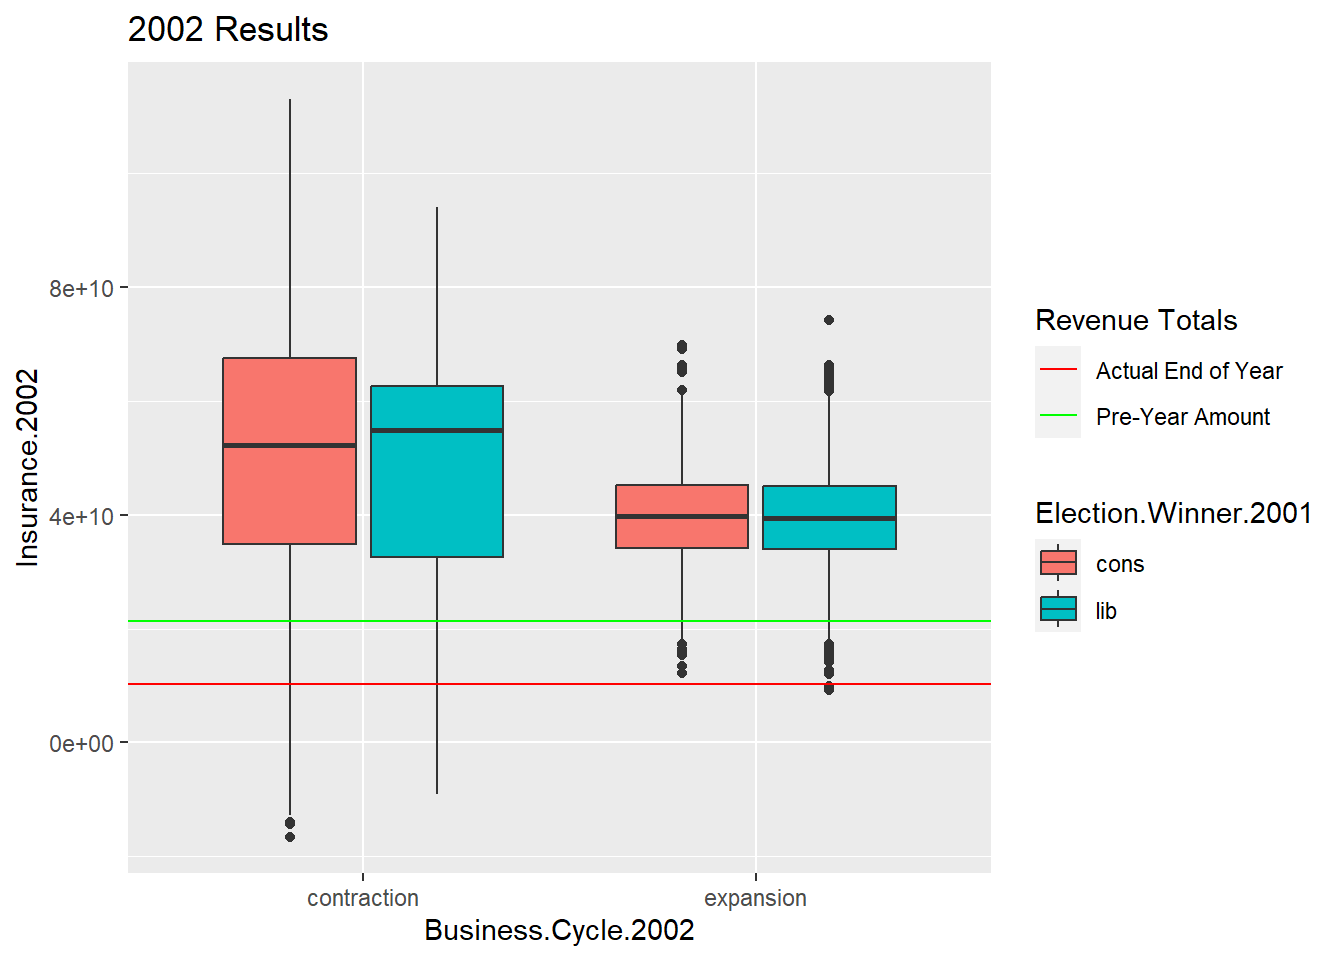 2002 Results
Insurance.2002
8e+10
4e+10
0e+00
contraction
expansion
Business.Cycle.2002
Revenue Totals
Actual End of Year
Pre-Year Amount
Election.Winner.2001
cons
lib